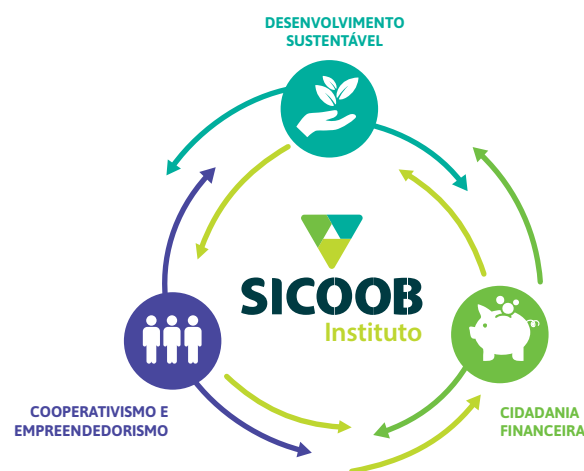 DESENVOLVIMENTO
SUSTENTÁVEL
SICOOB
Instituto
COOPERATIVISMO E
EMPREENDEDORISMO
CIDADANIA
FINANCEIRA